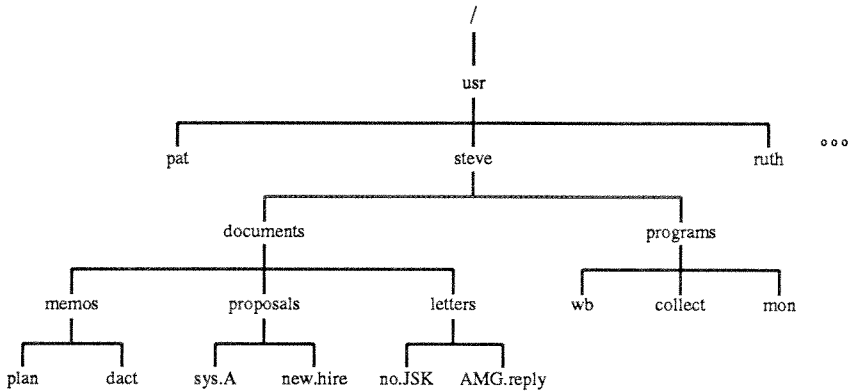 /
usr
pat steve ruth ooo
documents programs
memos proposals letters wb collect mon
plan dact sys.A new.hire no.JSK AMG.reply